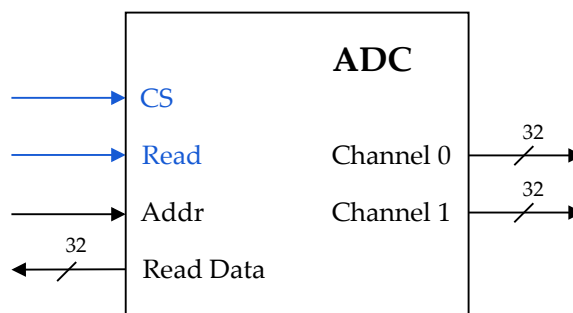 ADC
CS
Read
Addr
32
Read Data
Channel 0
32
Channel 1
32